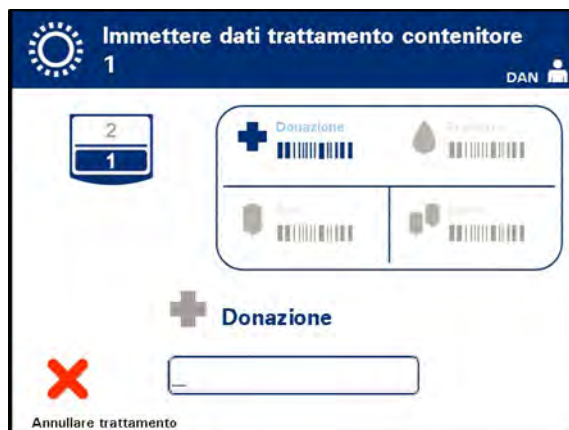 Immettere dati trattamento contenitore
1
DAN
2
Donazione
1
Donazione
_
Annullare trattamento